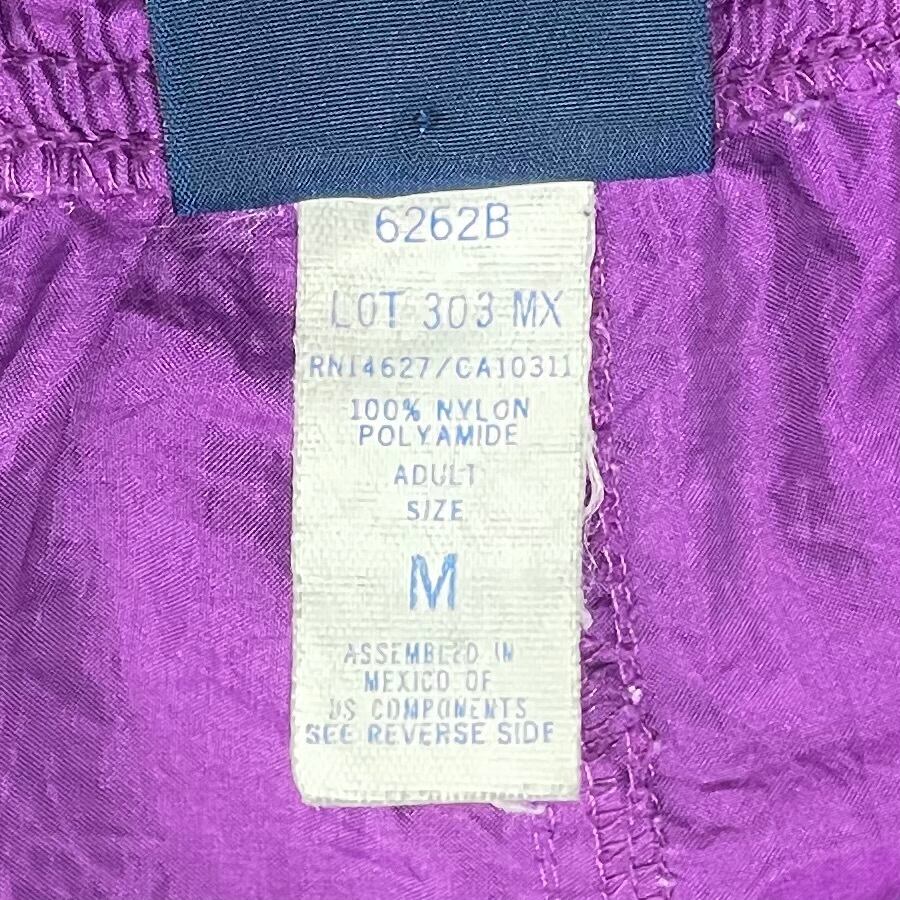 6262B
LOT 303 MX
RN14627/CA10311
100% NYLON
POLYAMIDE
ADULT
SIZE
M
ASSEMBLED IN
MEXICO OF
US COMPONENTS
SEE REVERSE SIDE